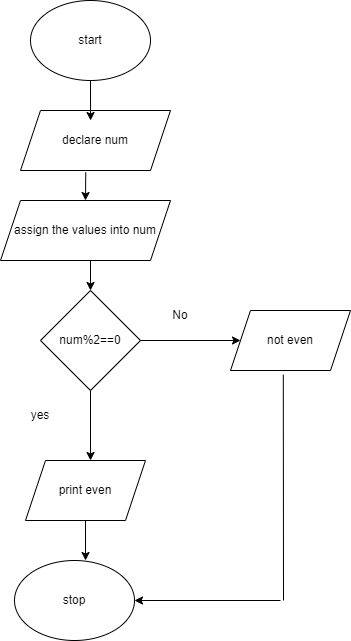 start
declare num
assign the values into num
No
num%2==0
not even
yes
print even
stop